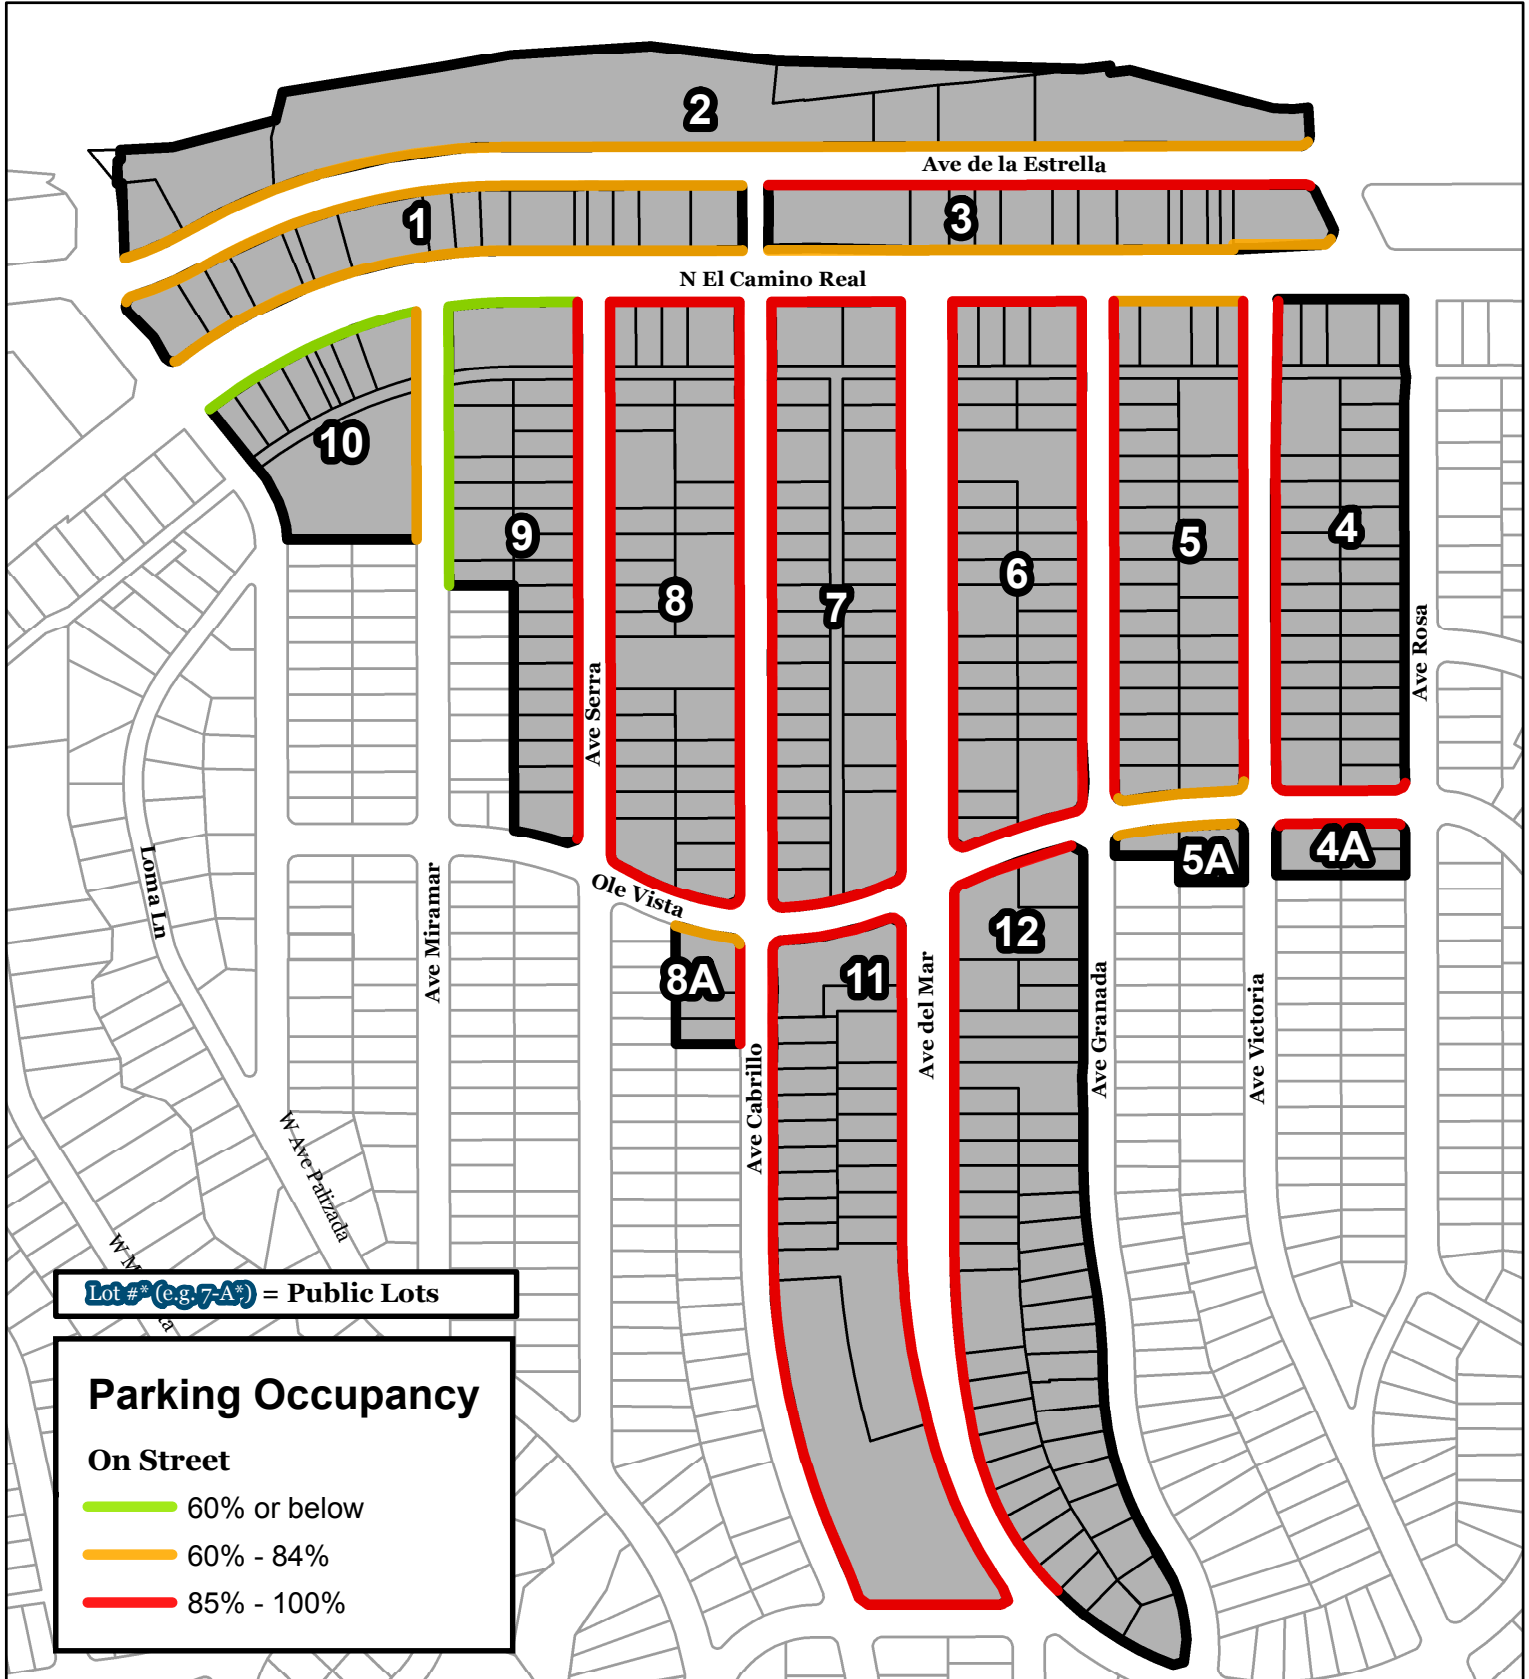 2
Ave de la Estrella
1
3
N El Camino Real
10
9
8
7
6
5
4
Ave Serra
Ave Rosa
Loma Ln
Ave Miramar
Ole Vista
5A
4A
8A
11
12
Ave del Mar
Ave Granada
Ave Victoria
Ave Cabrillo
W Ave Palizada
W M
ta
Lot #* (e.g. 7-A*) = Public Lots
Parking Occupancy
On Street
60% or below
60% - 84%
85% - 100%